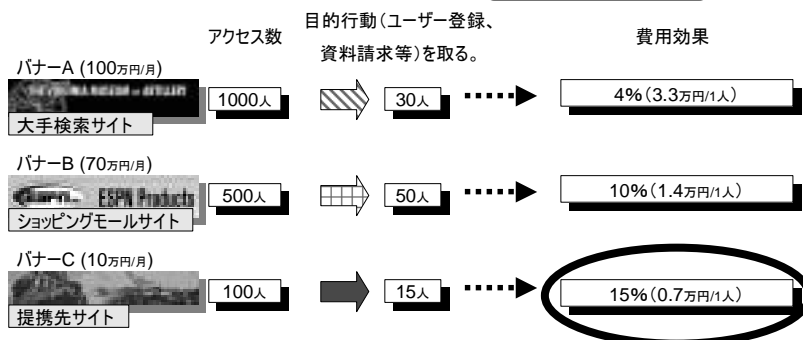 アクセス数
目的行動(ユーザー登録、
資料請求等)を取る。
費用効果
バナーA (100万円/月)
大手検索サイト
1000人
30人
4%(3.3万円/1人)
バナーB (70万円/月)
ESPN Products
ショッピングモールサイト
500人
50人
10%(1.4万円/1人)
バナーC (10万円/月)
提携先サイト
100人
15人
15%(0.7万円/1人)